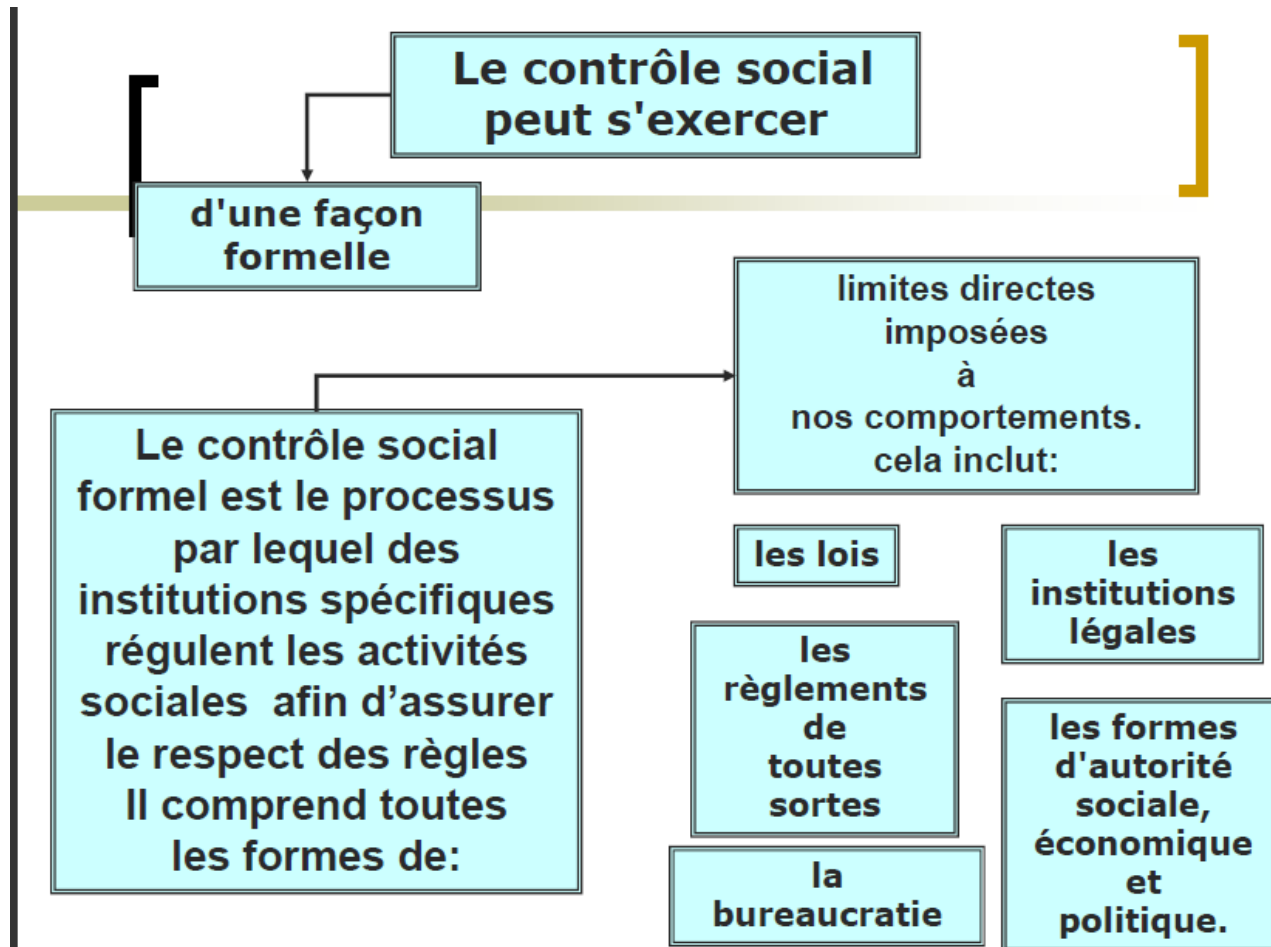 Le contrôle social
peut s'exercer
d'une façon
formelle
Le contrôle social
formel est le processus
par lequel des
institutions spécifiques
régulent les activités
sociales  afin d’assurer
le respect des règles
Il comprend toutes
les formes de:
limites directes
imposées
à
nos comportements.
cela inclut:
les lois
les
institutions
légales
les
règlements
de
toutes
sortes
les formes
d'autorité
sociale,
économique
et
politique.
la
bureaucratie